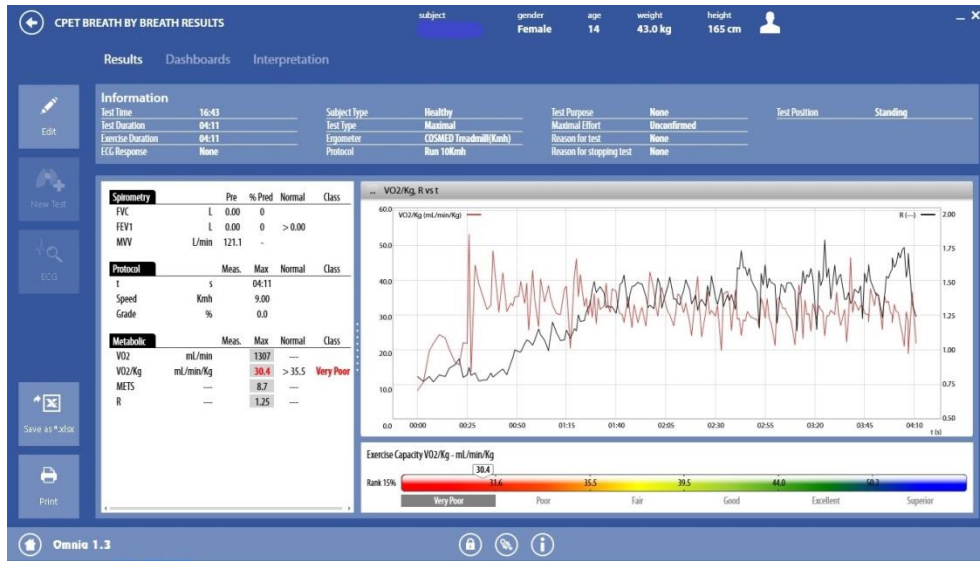 CPET BREATH BY BREATH RESULTS
subject gender age weight height
Female 14 43.0 kg 165 cm
Results Dashboards Interpretation
Edit
New Test
ECG
Save as *.xlsx
Print
Information
Test Time 16:43 Subject Type Healthy Test Purpose None Test Position Standing
Test Duration 04:11 Test Type Maximal Maximal Effort Unconfirmed
Exercise Duration 04:11 Ergometer COSMED Treadmill(Kmh) Reason for test None
ECG Response None Protocol Run 10Kmh Reason for stopping test None
Spirometry Pre % Pred Normal Class
FVC L 0.00 0
FEV1 L 0.00 0 > 0.00
MVV L/min 121.1 -
Protocol Meas. Max Normal Class
t s 04:11
Speed Kmh 9.00
Grade % 0.0
Metabolic Meas. Max Normal Class
VO2 mL/min 1307 ---
VO2/Kg mL/min/Kg 30.4 > 35.5 Very Poor
METS --- 8.7 ---
R --- 1.25 ---
... VO2/Kg, R vs t
60.0 VO2/Kg (mL/min/Kg) R (---) 2.00
50.0 1.75
40.0 1.50
30.0 1.25
20.0 1.00
10.0 0.75
0.0 0.50
00:00 00:25 00:50 01:15 01:40 02:05 02:30 02:55 03:20 03:45 04:10
t (s)
Exercise Capacity VO2/Kg - mL/min/Kg
30.4
Rank 15% 31.6 35.5 39.5 44.0 50.2
Very Poor Poor Fair Good Excellent Superior
Omnia 1.3